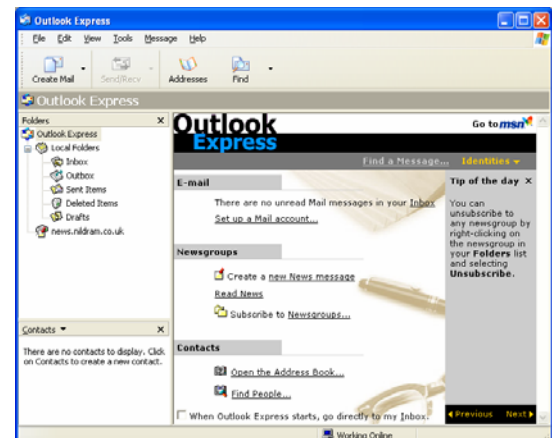 Outlook Express
File Edit View Tools Message Help
Create Mail Send/Recv Addresses Find
Outlook Express
Folders X
Outlook Express
Local Folders
Inbox
Outbox
Sent Items
Deleted Items
Drafts
news.nildram.co.uk
Contacts X
There are no contacts to display. Click
on Contacts to create a new contact.
Outlook
Express
Go to msn
Find a Message... Identities
E-mail
There are no unread Mail messages in your Inbox
Set up a Mail account...
Newsgroups
Create a new News message
Read News
Subscribe to Newsgroups...
Contacts
Open the Address Book...
Find People...
When Outlook Express starts, go directly to my Inbox.
Tip of the day X
You can
unsubscribe to
any newsgroup by
right-clicking on
the newsgroup in
your Folders list
and selecting
Unsubscribe.
Previous Next
Working Online